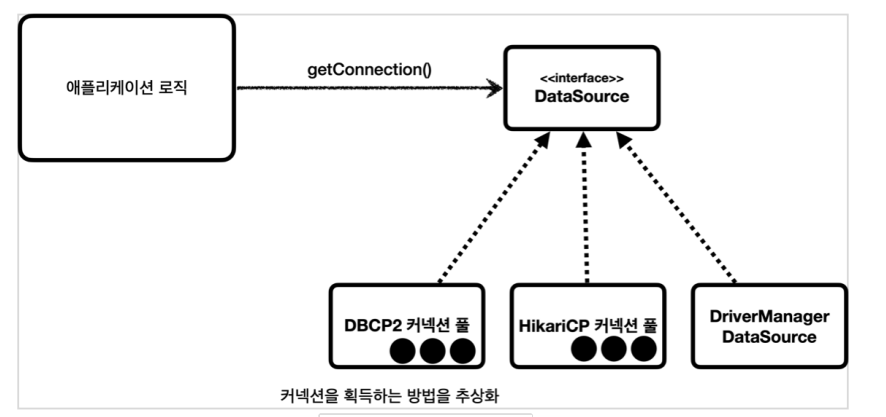 애플리케이션 로직
getConnection()
<<interface>>
DataSource
DBCP2 커넥션 풀
HikariCP 커넥션 풀
DriverManager
DataSource
커넥션을 획득하는 방법을 추상화